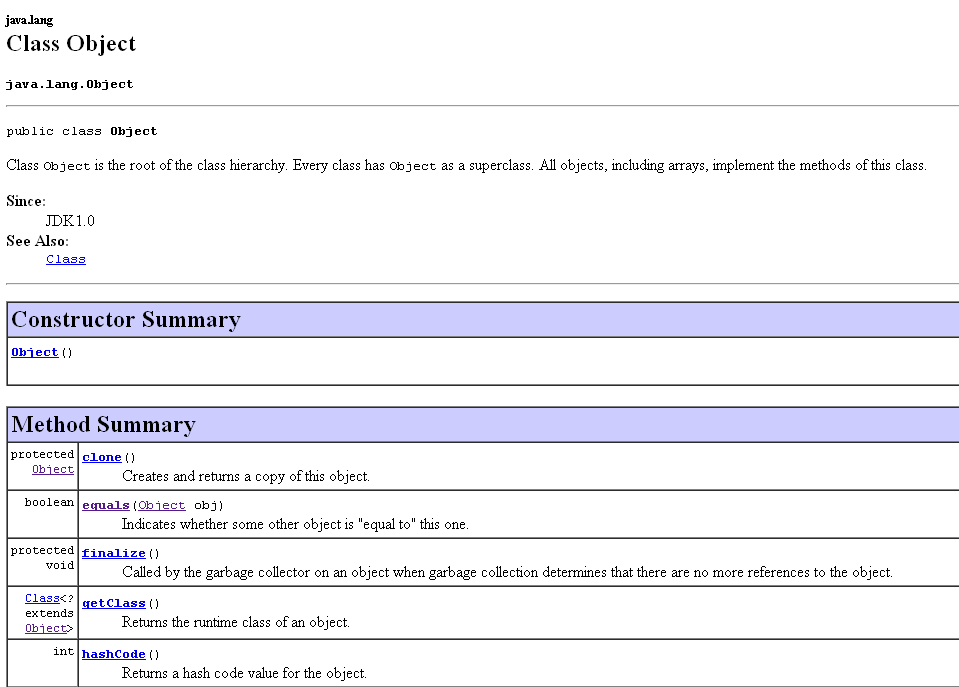 java.lang
Class Object
java.lang.Object
public class Object
Class Object is the root of the class hierarchy. Every class has Object as a superclass. All objects, including arrays, implement the methods of this class.
Since:
JDK1.0
See Also:
Class
Constructor Summary
Object()
Method Summary
protected Object clone()
Creates and returns a copy of this object.
boolean equals(Object obj)
Indicates whether some other object is "equal to" this one.
protected void finalize()
Called by the garbage collector on an object when garbage collection determines that there are no more references to the object.
Class<? extends Object> getClass()
Returns the runtime class of an object.
int hashCode()
Returns a hash code value for the object.